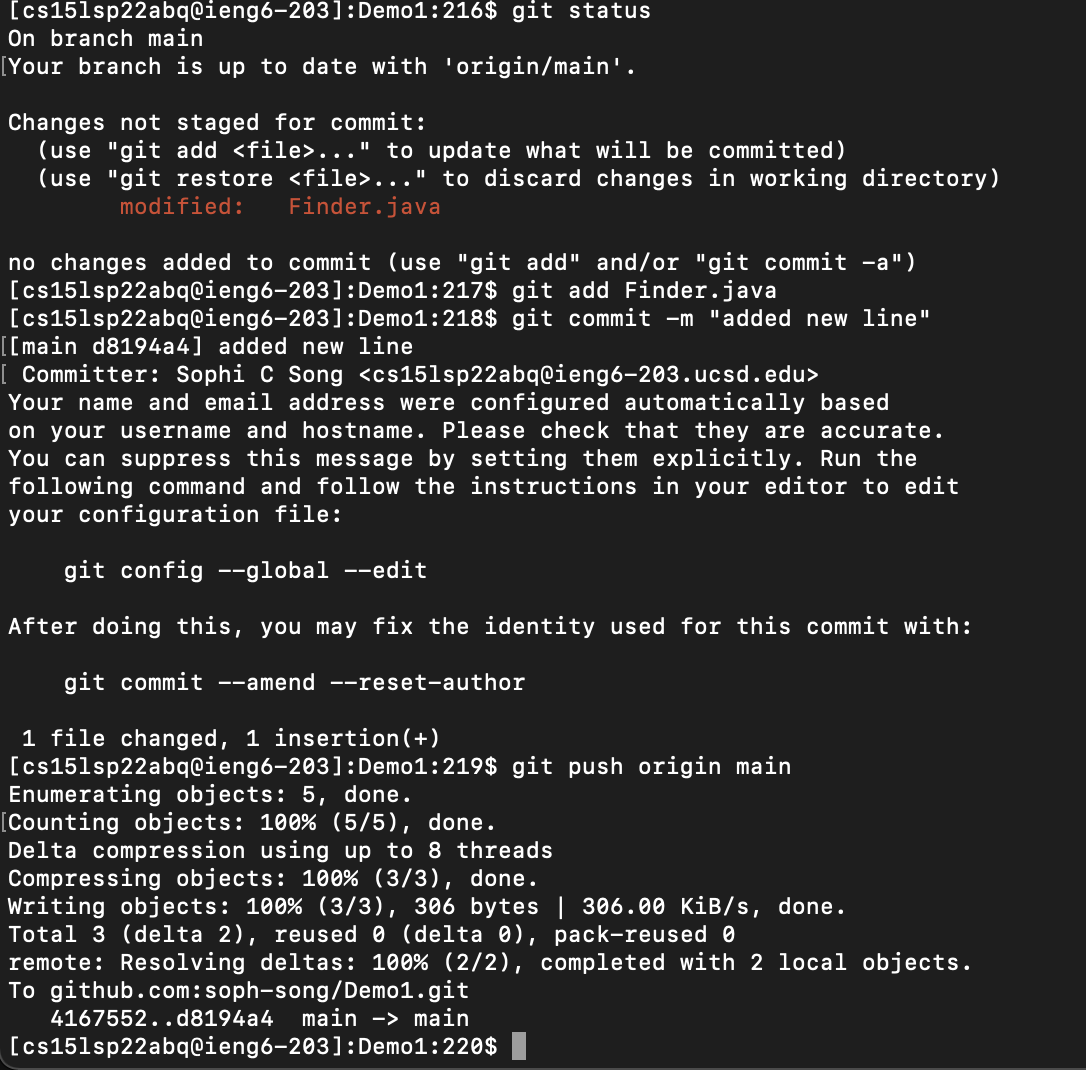 [cs15lsp22abq@ieng6-203]:Demo1:216$ git status
On branch main
[Your branch is up to date with 'origin/main'.

Changes not staged for commit:
  (use "git add <file>..." to update what will be committed)
  (use "git restore <file>..." to discard changes in working directory)
        modified:   Finder.java

no changes added to commit (use "git add" and/or "git commit -a")
[cs15lsp22abq@ieng6-203]:Demo1:217$ git add Finder.java
[cs15lsp22abq@ieng6-203]:Demo1:218$ git commit -m "added new line"
[[main d8194a4] added new line
[ Committer: Sophi C Song <cs15lsp22abq@ieng6-203.ucsd.edu>
Your name and email address were configured automatically based
on your username and hostname. Please check that they are accurate.
You can suppress this message by setting them explicitly. Run the
following command and follow the instructions in your editor to edit
your configuration file:

    git config --global --edit

After doing this, you may fix the identity used for this commit with:

    git commit --amend --reset-author

 1 file changed, 1 insertion(+)
[cs15lsp22abq@ieng6-203]:Demo1:219$ git push origin main
Enumerating objects: 5, done.
[Counting objects: 100% (5/5), done.
Delta compression using up to 8 threads
Compressing objects: 100% (3/3), done.
Writing objects: 100% (3/3), 306 bytes | 306.00 KiB/s, done.
Total 3 (delta 2), reused 0 (delta 0), pack-reused 0
remote: Resolving deltas: 100% (2/2), completed with 2 local objects.
To github.com:soph-song/Demo1.git
   4167552..d8194a4  main -> main
[cs15lsp22abq@ieng6-203]:Demo1:220$